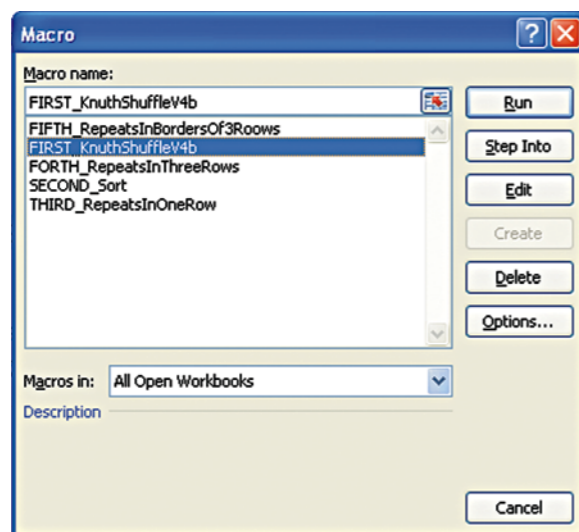 Macro
Macro name:
FIRST_KnuthShuffleV4b
FIFTH_RepeatsInBordersOf3Roows
FIRST_KnuthShuffleV4b
FORTH_RepeatsInThreeRows
SECOND_Sort
THIRD_RepeatsInOneRow
Run
Step Into
Edit
Create
Delete
Options...
Macros in: All Open Workbooks
Description
Cancel